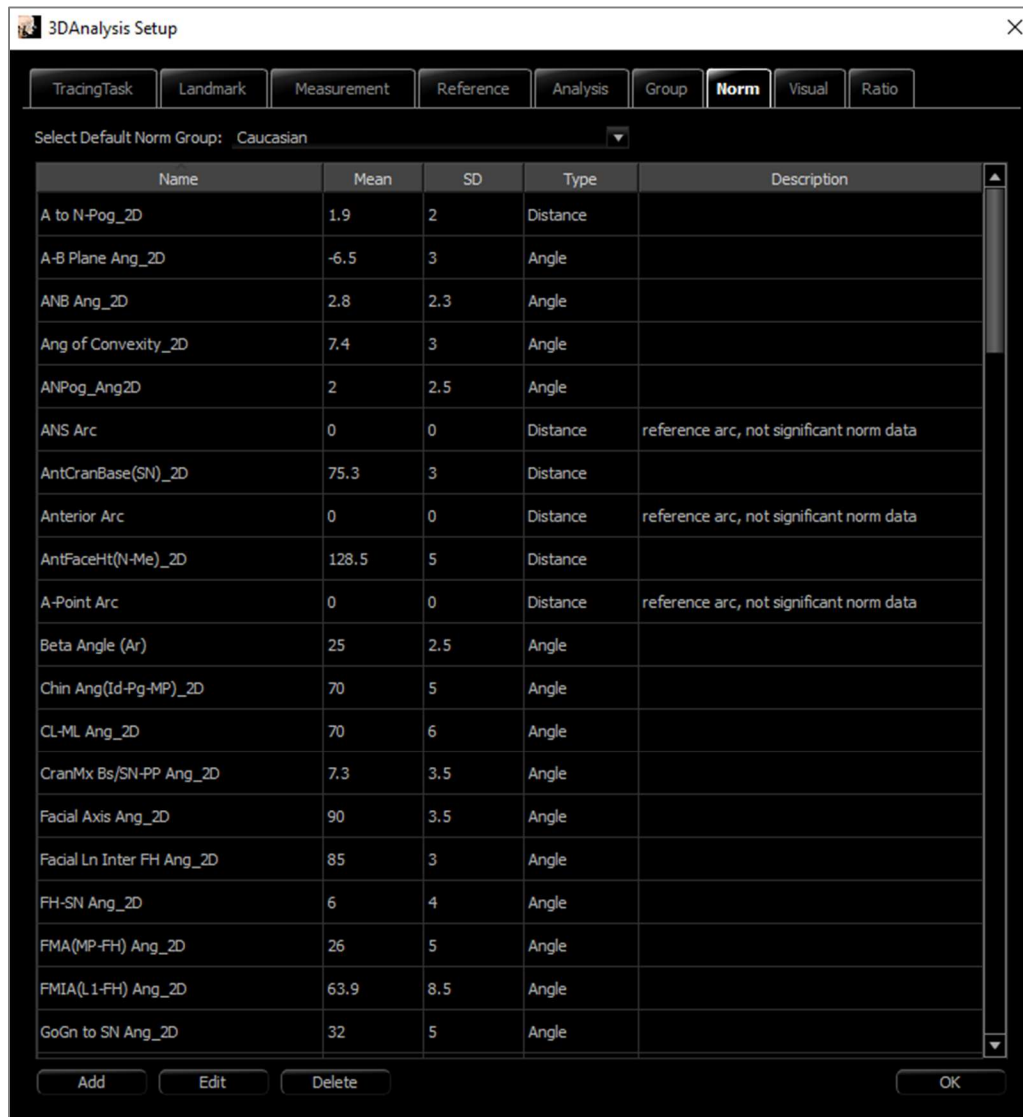 3DAnalysis Setup
TracingTask Landmark Measurement Reference Analysis Group Norm Visual Ratio
Select Default Norm Group: Caucasian
Name Mean SD Type Description
A to N-Pog_2D 1.9 2 Distance
A-B Plane Ang_2D -6.5 3 Angle
ANB Ang_2D 2.8 2.3 Angle
Ang of Convexity_2D 7.4 3 Angle
ANPog_Ang2D 2 2.5 Angle
ANS Arc 0 0 Distance reference arc, not significant norm data
AntCranBase(SN)_2D 75.3 3 Distance
Anterior Arc 0 0 Distance reference arc, not significant norm data
AntFaceHt(N-Me)_2D 128.5 5 Distance
A-Point Arc 0 0 Distance reference arc, not significant norm data
Beta Angle (Ar) 25 2.5 Angle
Chin Ang(Id-Pg-MP)_2D 70 5 Angle
CL-ML Ang_2D 70 6 Angle
CranMx Bs/SN-PP Ang_2D 7.3 3.5 Angle
Facial Axis Ang_2D 90 3.5 Angle
Facial Ln Inter FH Ang_2D 85 3 Angle
FH-SN Ang_2D 6 4 Angle
FMA(MP-FH) Ang_2D 26 5 Angle
FMIA(L1-FH) Ang_2D 63.9 8.5 Angle
GoGn to SN Ang_2D 32 5 Angle
Add Edit Delete OK